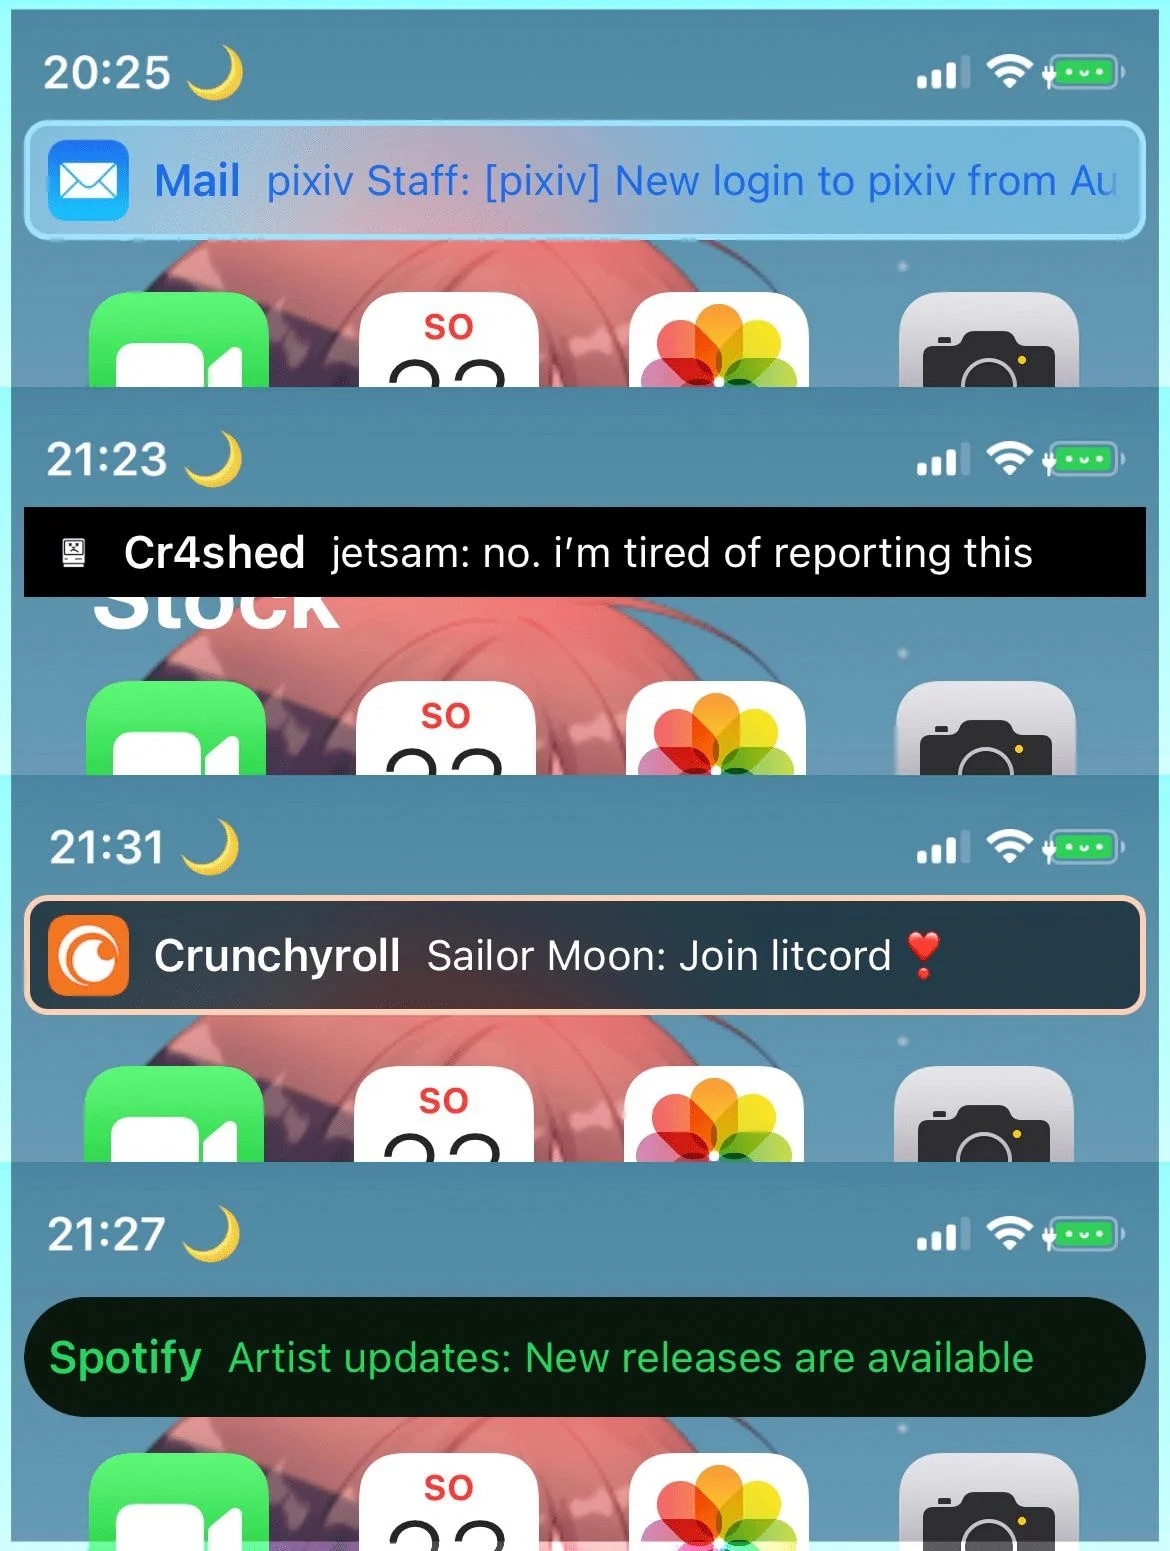 20:25
Mail pixiv Staff: [pixiv] New login to pixiv from Au
SO
21:23
Cr4shed jetsam: no. i’m tired of reporting this
Stock
SO
21:31
Crunchyroll Sailor Moon: Join litcord ❣️
SO
21:27
Spotify Artist updates: New releases are available
SO